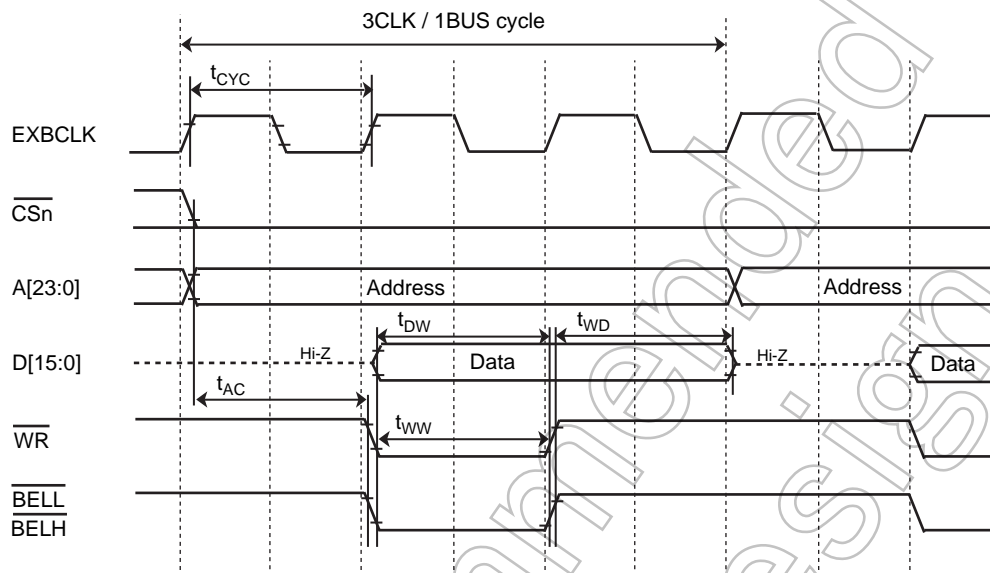 3CLK / 1BUS cycle
tCYC
EXBCLK
CSn
A[23:0]
Address
Address
tDW
tWD
D[15:0]
Hi-Z
Data
Hi-Z
Data
tAC
WR
tWW
BELL
BELH